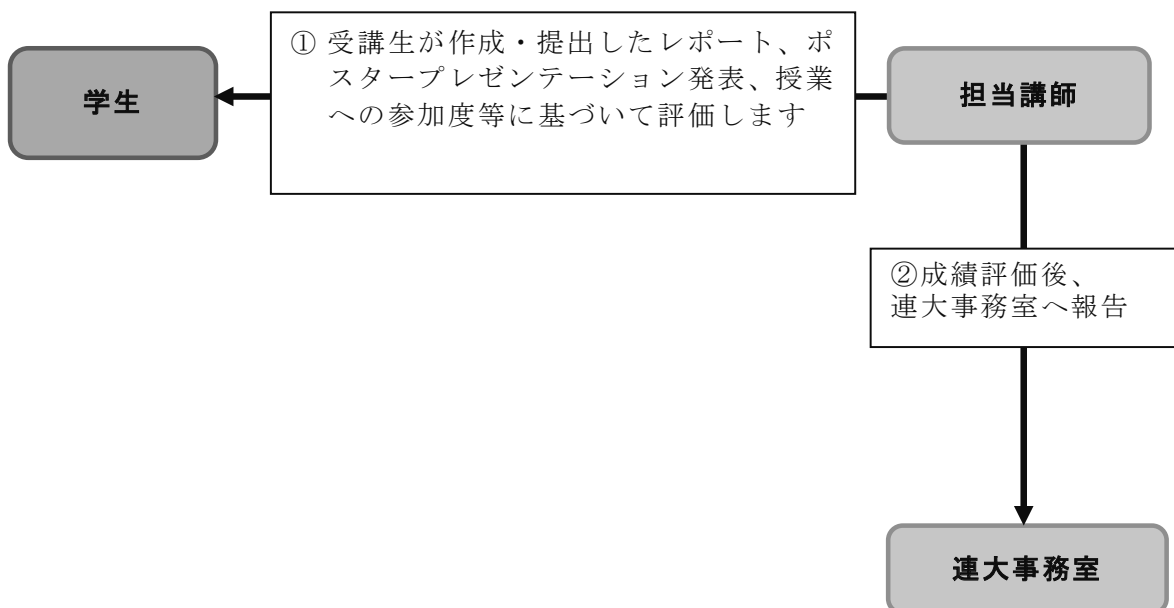 ① 受講生が作成・提出したレポート、ポ
スタープレゼンテーション発表、授業
への参加度等に基づいて評価します
学生
担当講師
②成績評価後、
連大事務室へ報告
連大事務室